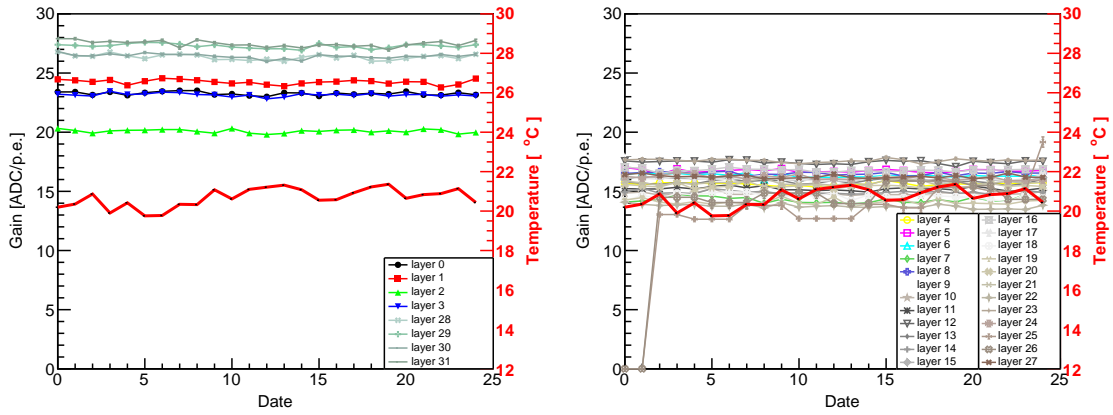 30
25
20
15
10
5
0
Gain [ADC/p.e.]
0 5 10 15 20 25
Date
30
28
26
24
22
20
18
16
14
12
Temperature [ °C]
layer 0
layer 1
layer 2
layer 3
layer 28
layer 29
layer 30
layer 31
30
25
20
15
10
5
0
Gain [ADC/p.e.]
0 5 10 15 20 25
Date
30
28
26
24
22
20
18
16
14
12
Temperature [ °C]
layer 4
layer 5
layer 6
layer 7
layer 8
layer 9
layer 10
layer 11
layer 12
layer 13
layer 14
layer 15
layer 16
layer 17
layer 18
layer 19
layer 20
layer 21
layer 22
layer 23
layer 24
layer 25
layer 26
layer 27